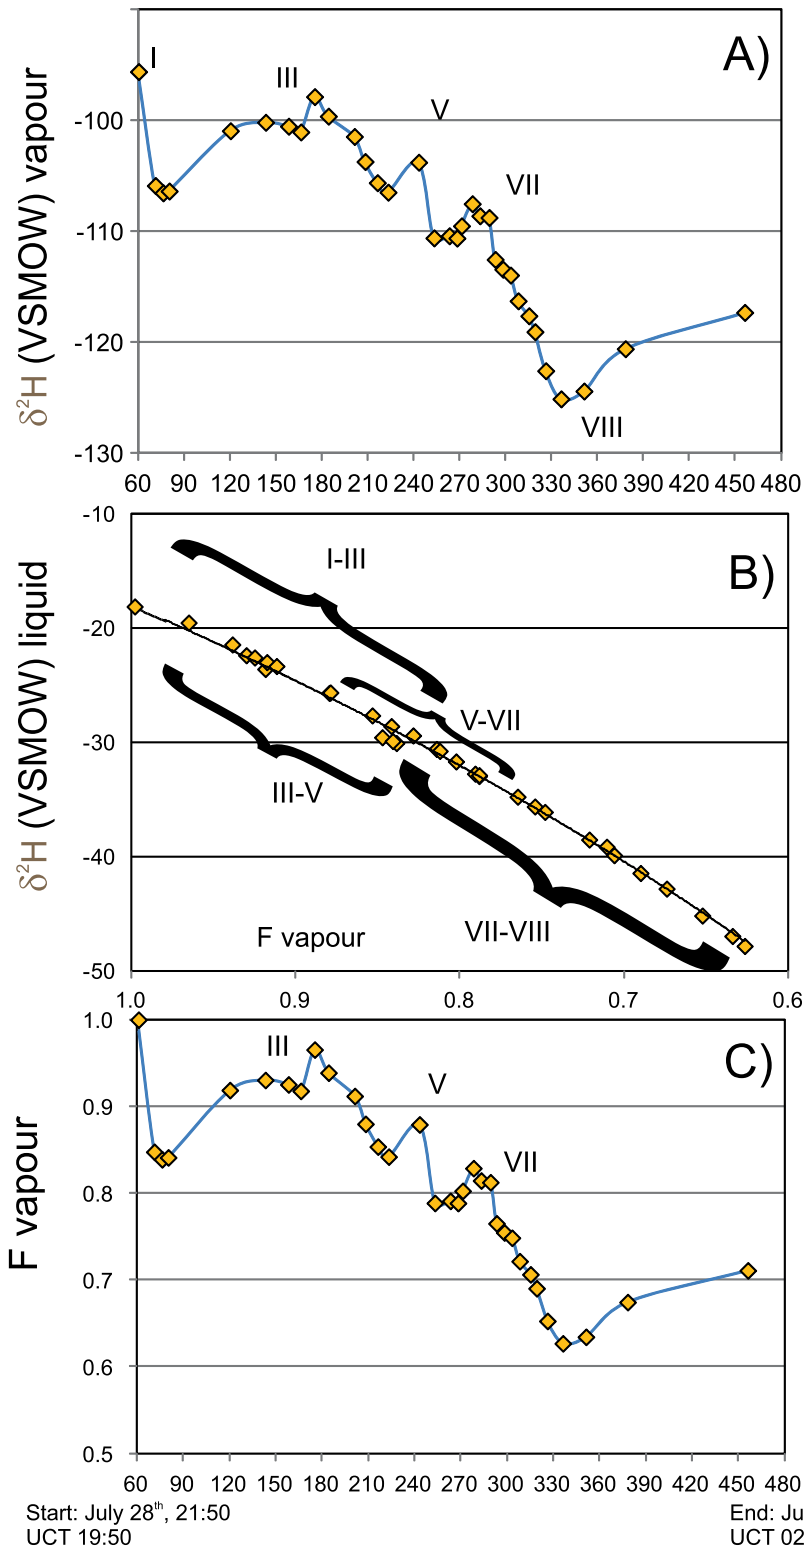 A)
δ²H (VSMOW) vapour
I
III
V
VII
VIII
-100
-110
-120
-130
60 90 120 150 180 210 240 270 300 330 360 390 420 450 480
B)
δ²H (VSMOW) liquid
-10
-20
-30
-40
-50
I-III
V-VII
III-V
VII-VIII
F vapour
1.0 0.9 0.8 0.7 0.6
C)
F vapour
III
V
VII
1.0
0.9
0.8
0.7
0.6
0.5
60 90 120 150 180 210 240 270 300 330 360 390 420 450 480
Start: July 28th, 21:50
UCT 19:50
End: Ju
UCT 02